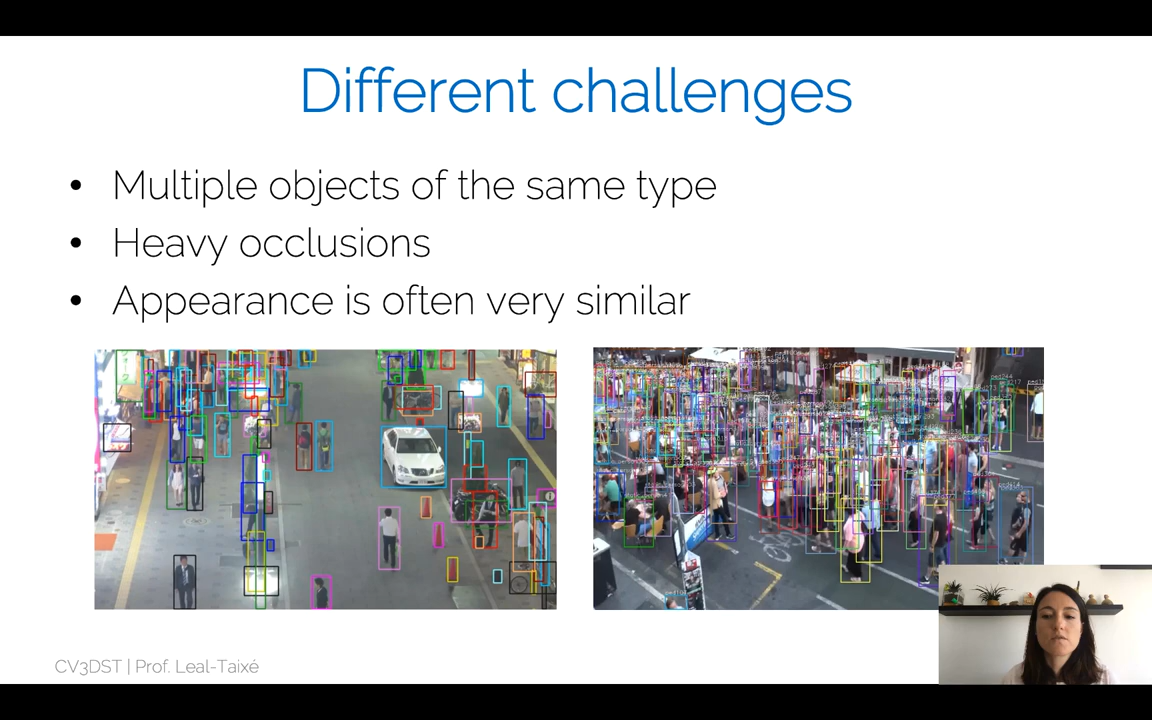 Different challenges
• Multiple objects of the same type
• Heavy occlusions
• Appearance is often very similar
CV3DST | Prof. Leal-Taixé